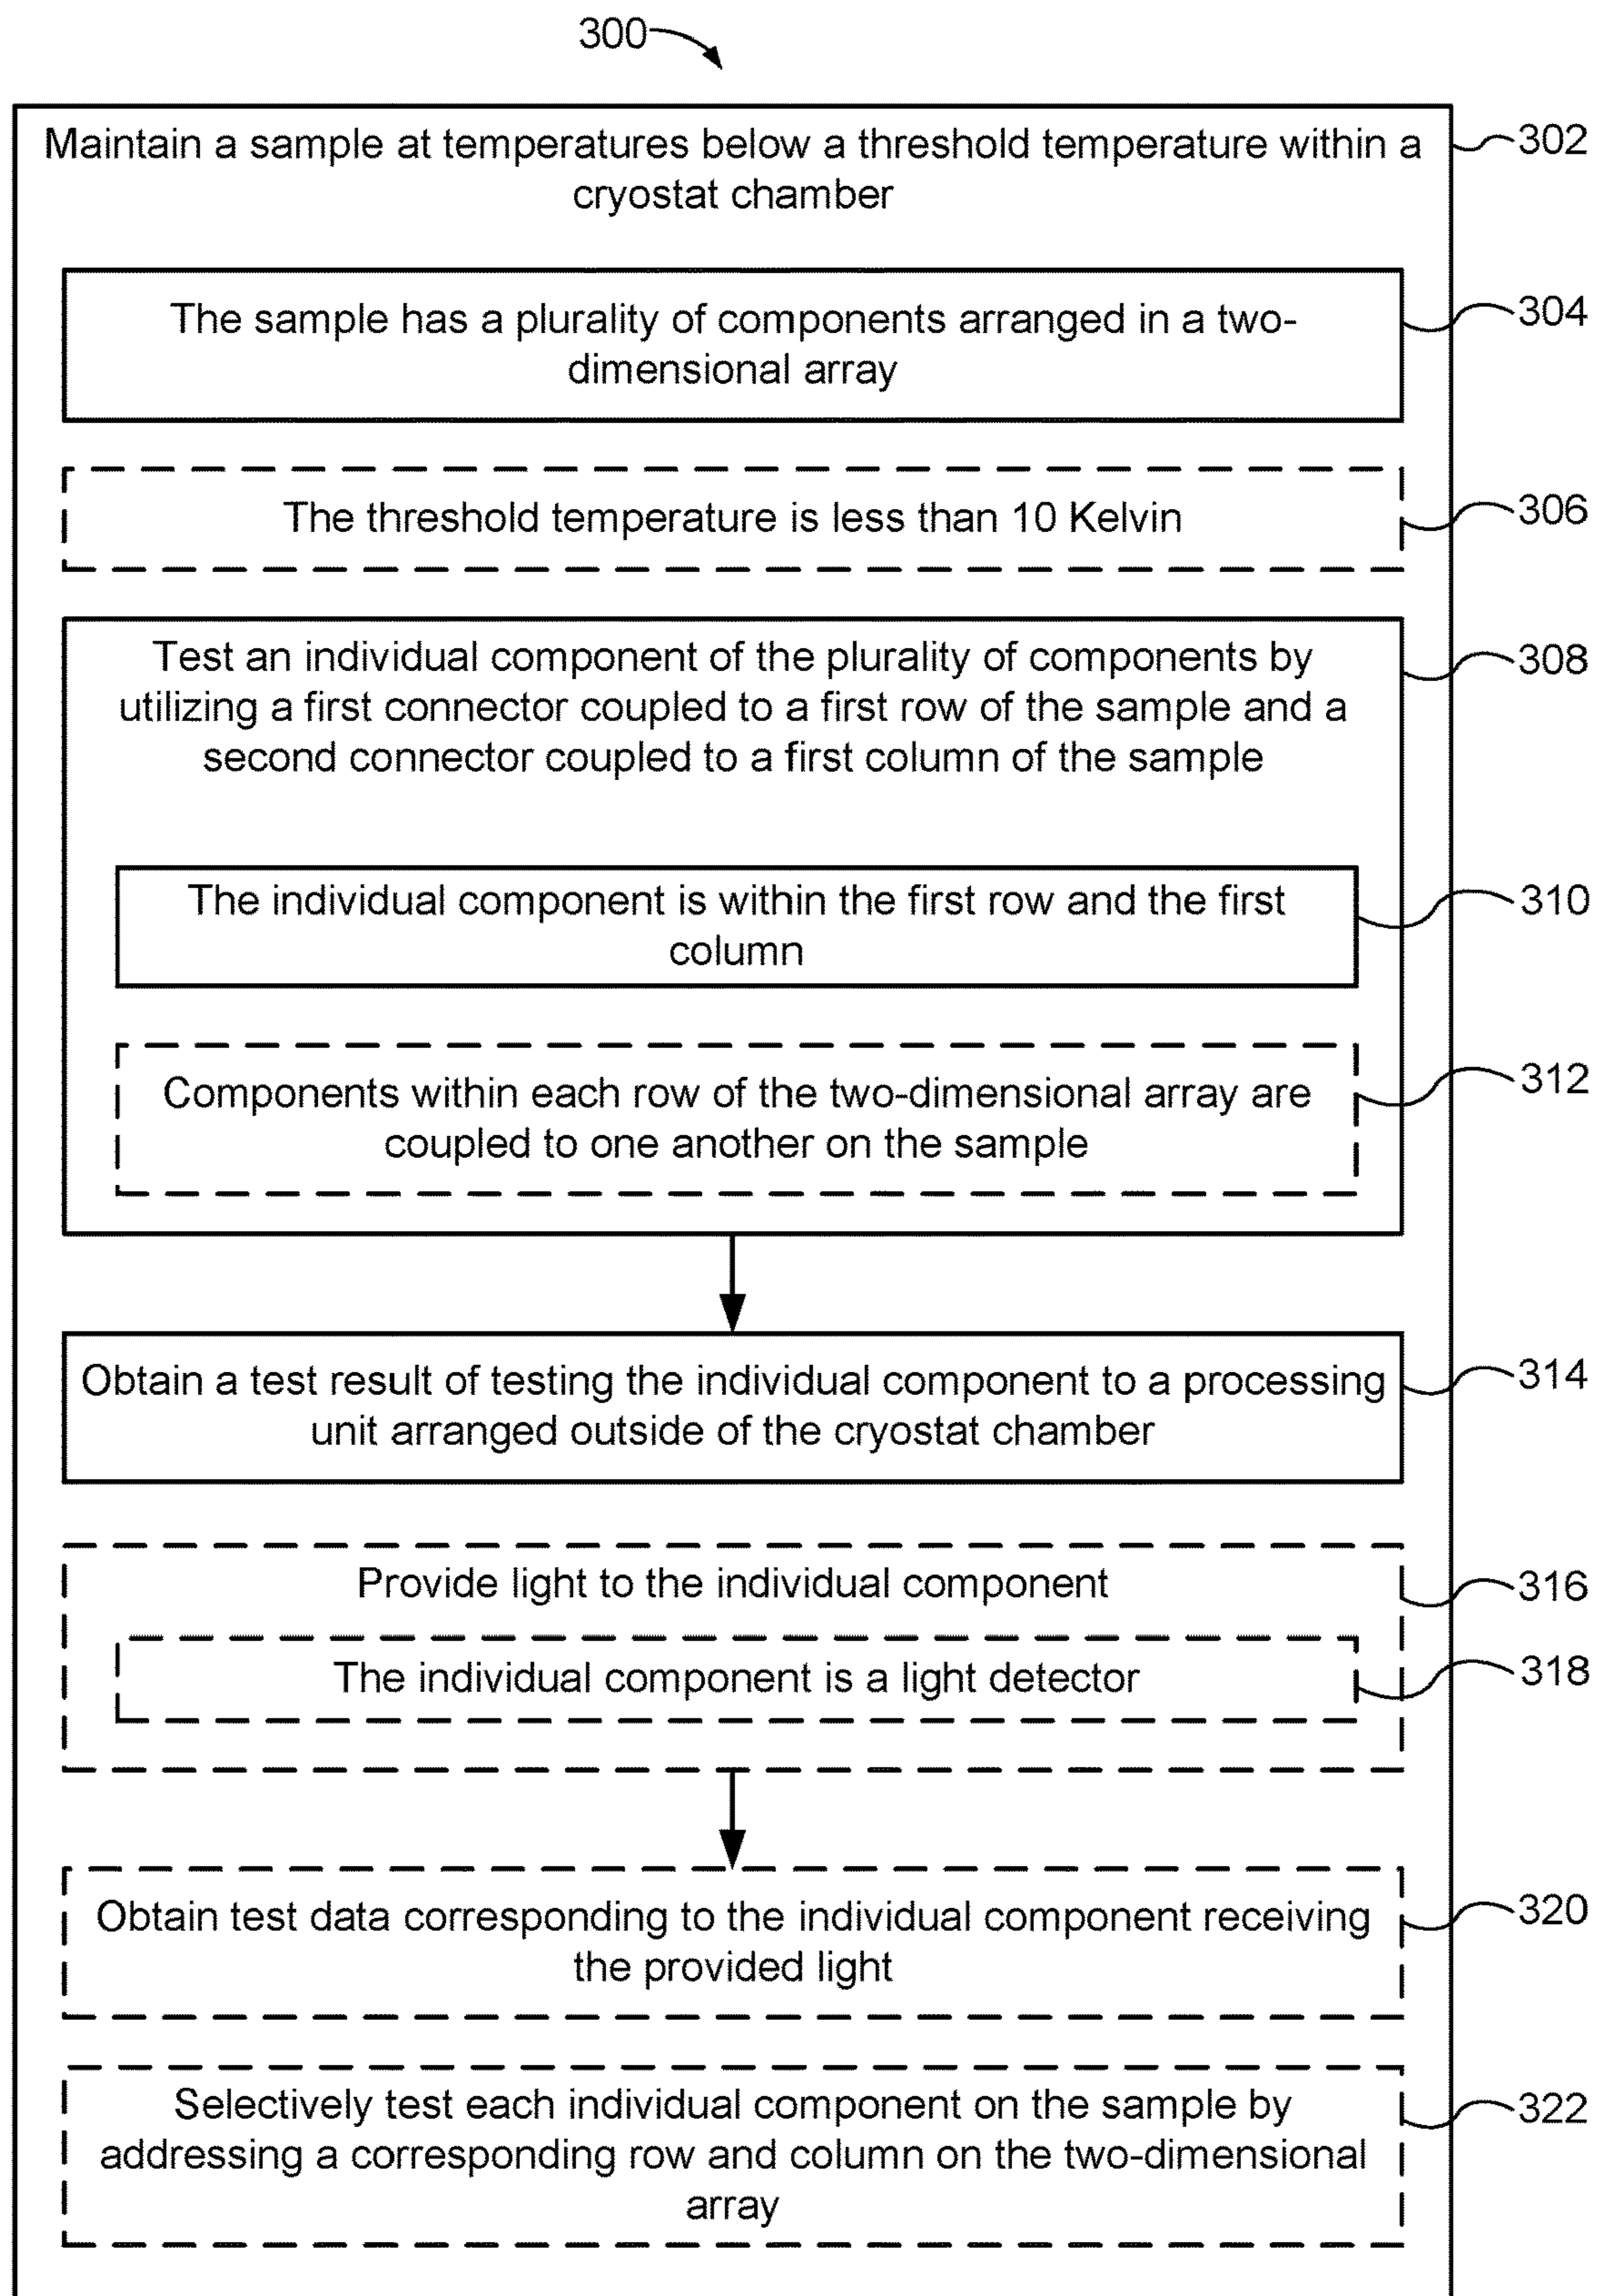 300
Maintain a sample at temperatures below a threshold temperature within a
cryostat chamber
302
The sample has a plurality of components arranged in a two-
dimensional array
304
The threshold temperature is less than 10 Kelvin
306
Test an individual component of the plurality of components by
utilizing a first connector coupled to a first row of the sample and a
second connector coupled to a first column of the sample
308
The individual component is within the first row and the first
column
310
Components within each row of the two-dimensional array are
coupled to one another on the sample
312
Obtain a test result of testing the individual component to a processing
unit arranged outside of the cryostat chamber
314
Provide light to the individual component
316
The individual component is a light detector
318
Obtain test data corresponding to the individual component receiving
the provided light
320
Selectively test each individual component on the sample by
addressing a corresponding row and column on the two-dimensional
array
322